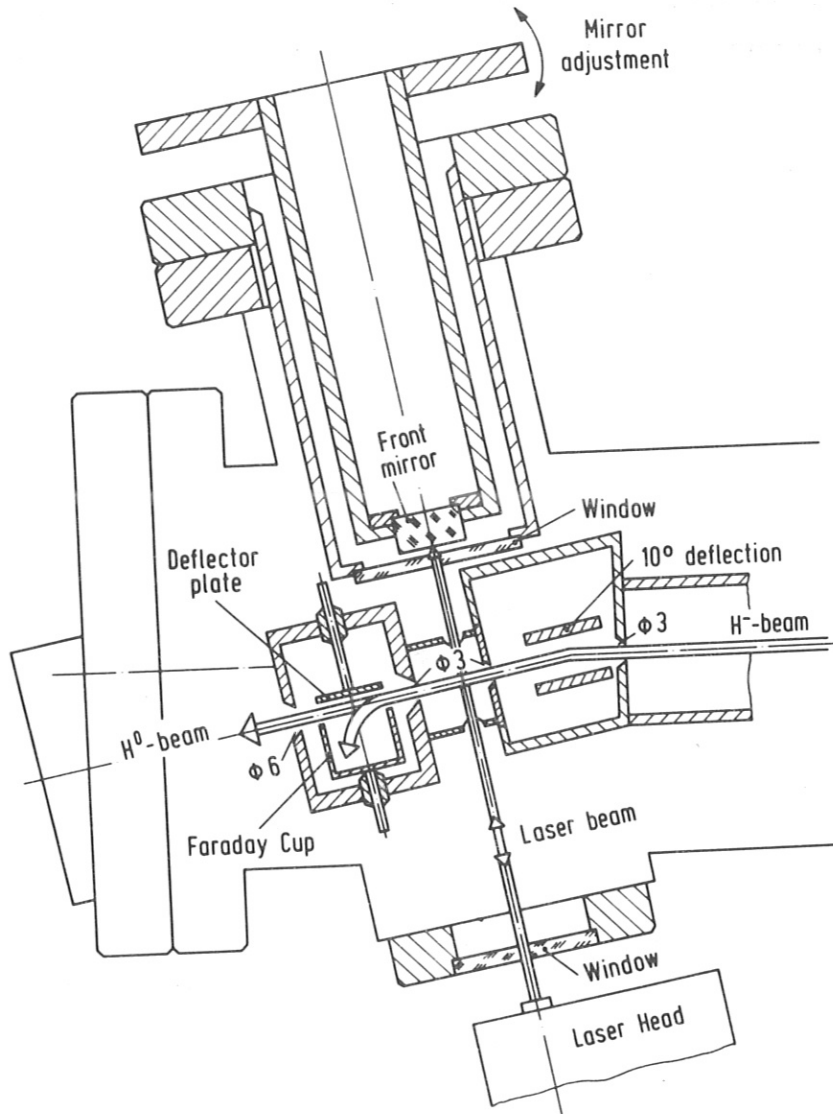 Mirror
adjustment
Front
mirror
Window
Deflector
plate
10° deflection
Φ 3
H⁻-beam
Φ 3
H⁰-beam
Φ 6
Faraday Cup
Laser beam
Window
Laser Head